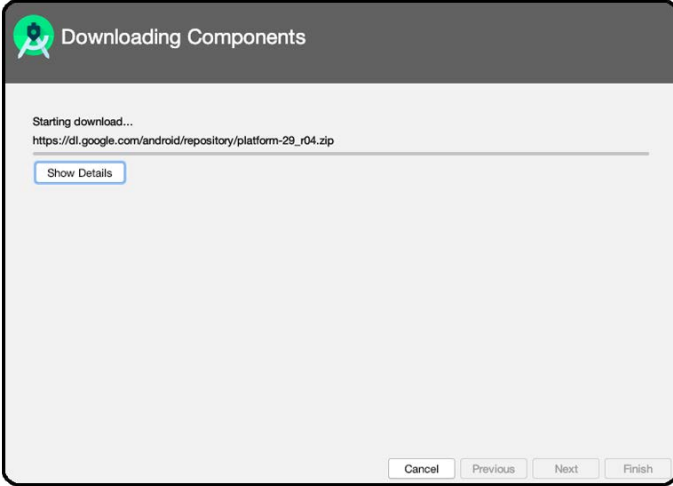 Downloading Components
Starting download...
https://dl.google.com/android/repository/platform-29_r04.zip
Show Details
Cancel Previous Next Finish